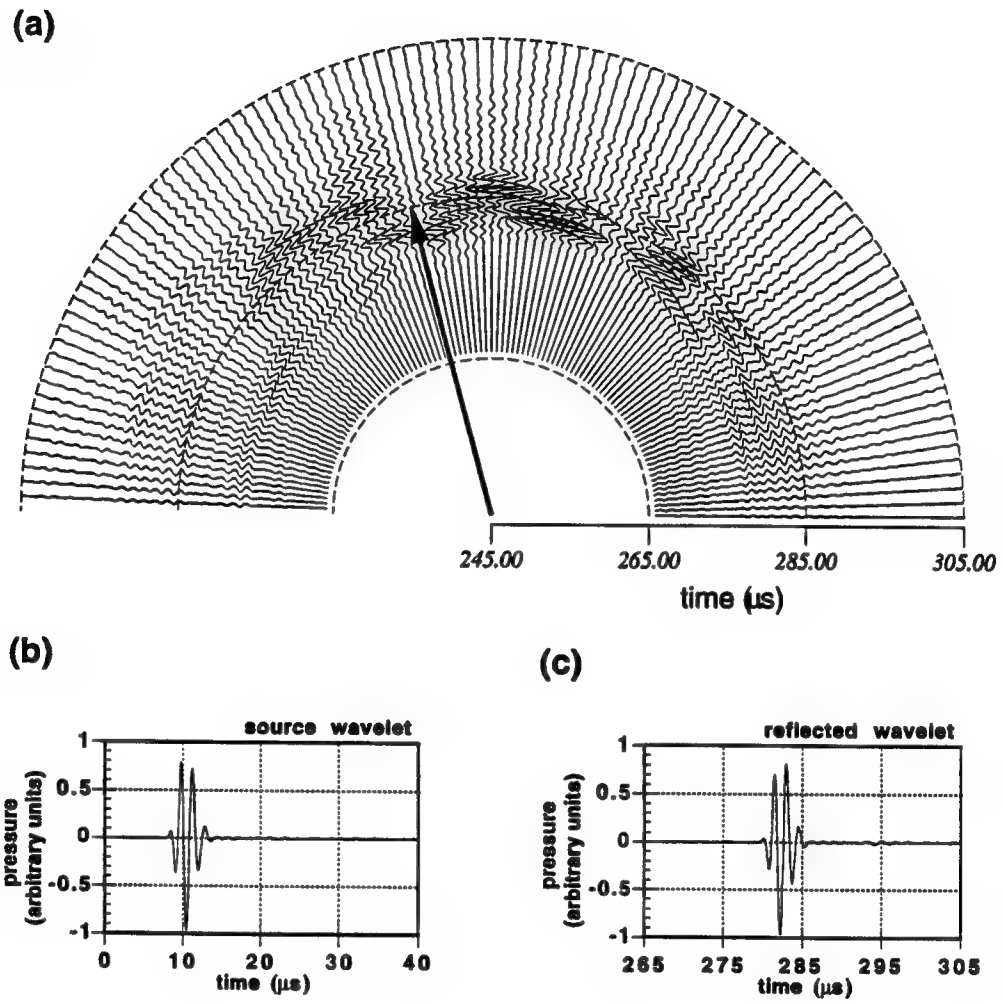 (a)
245.00 265.00 285.00 305.00
time (µs)
(b)
source wavelet
1
0.5
0
-0.5
-1
pressure
(arbitrary units)
0 10 20 30 40
time (µs)
(c)
reflected wavelet
1
0.5
0
-0.5
-1
pressure
(arbitrary units)
265 275 285 295 305
time (µs)